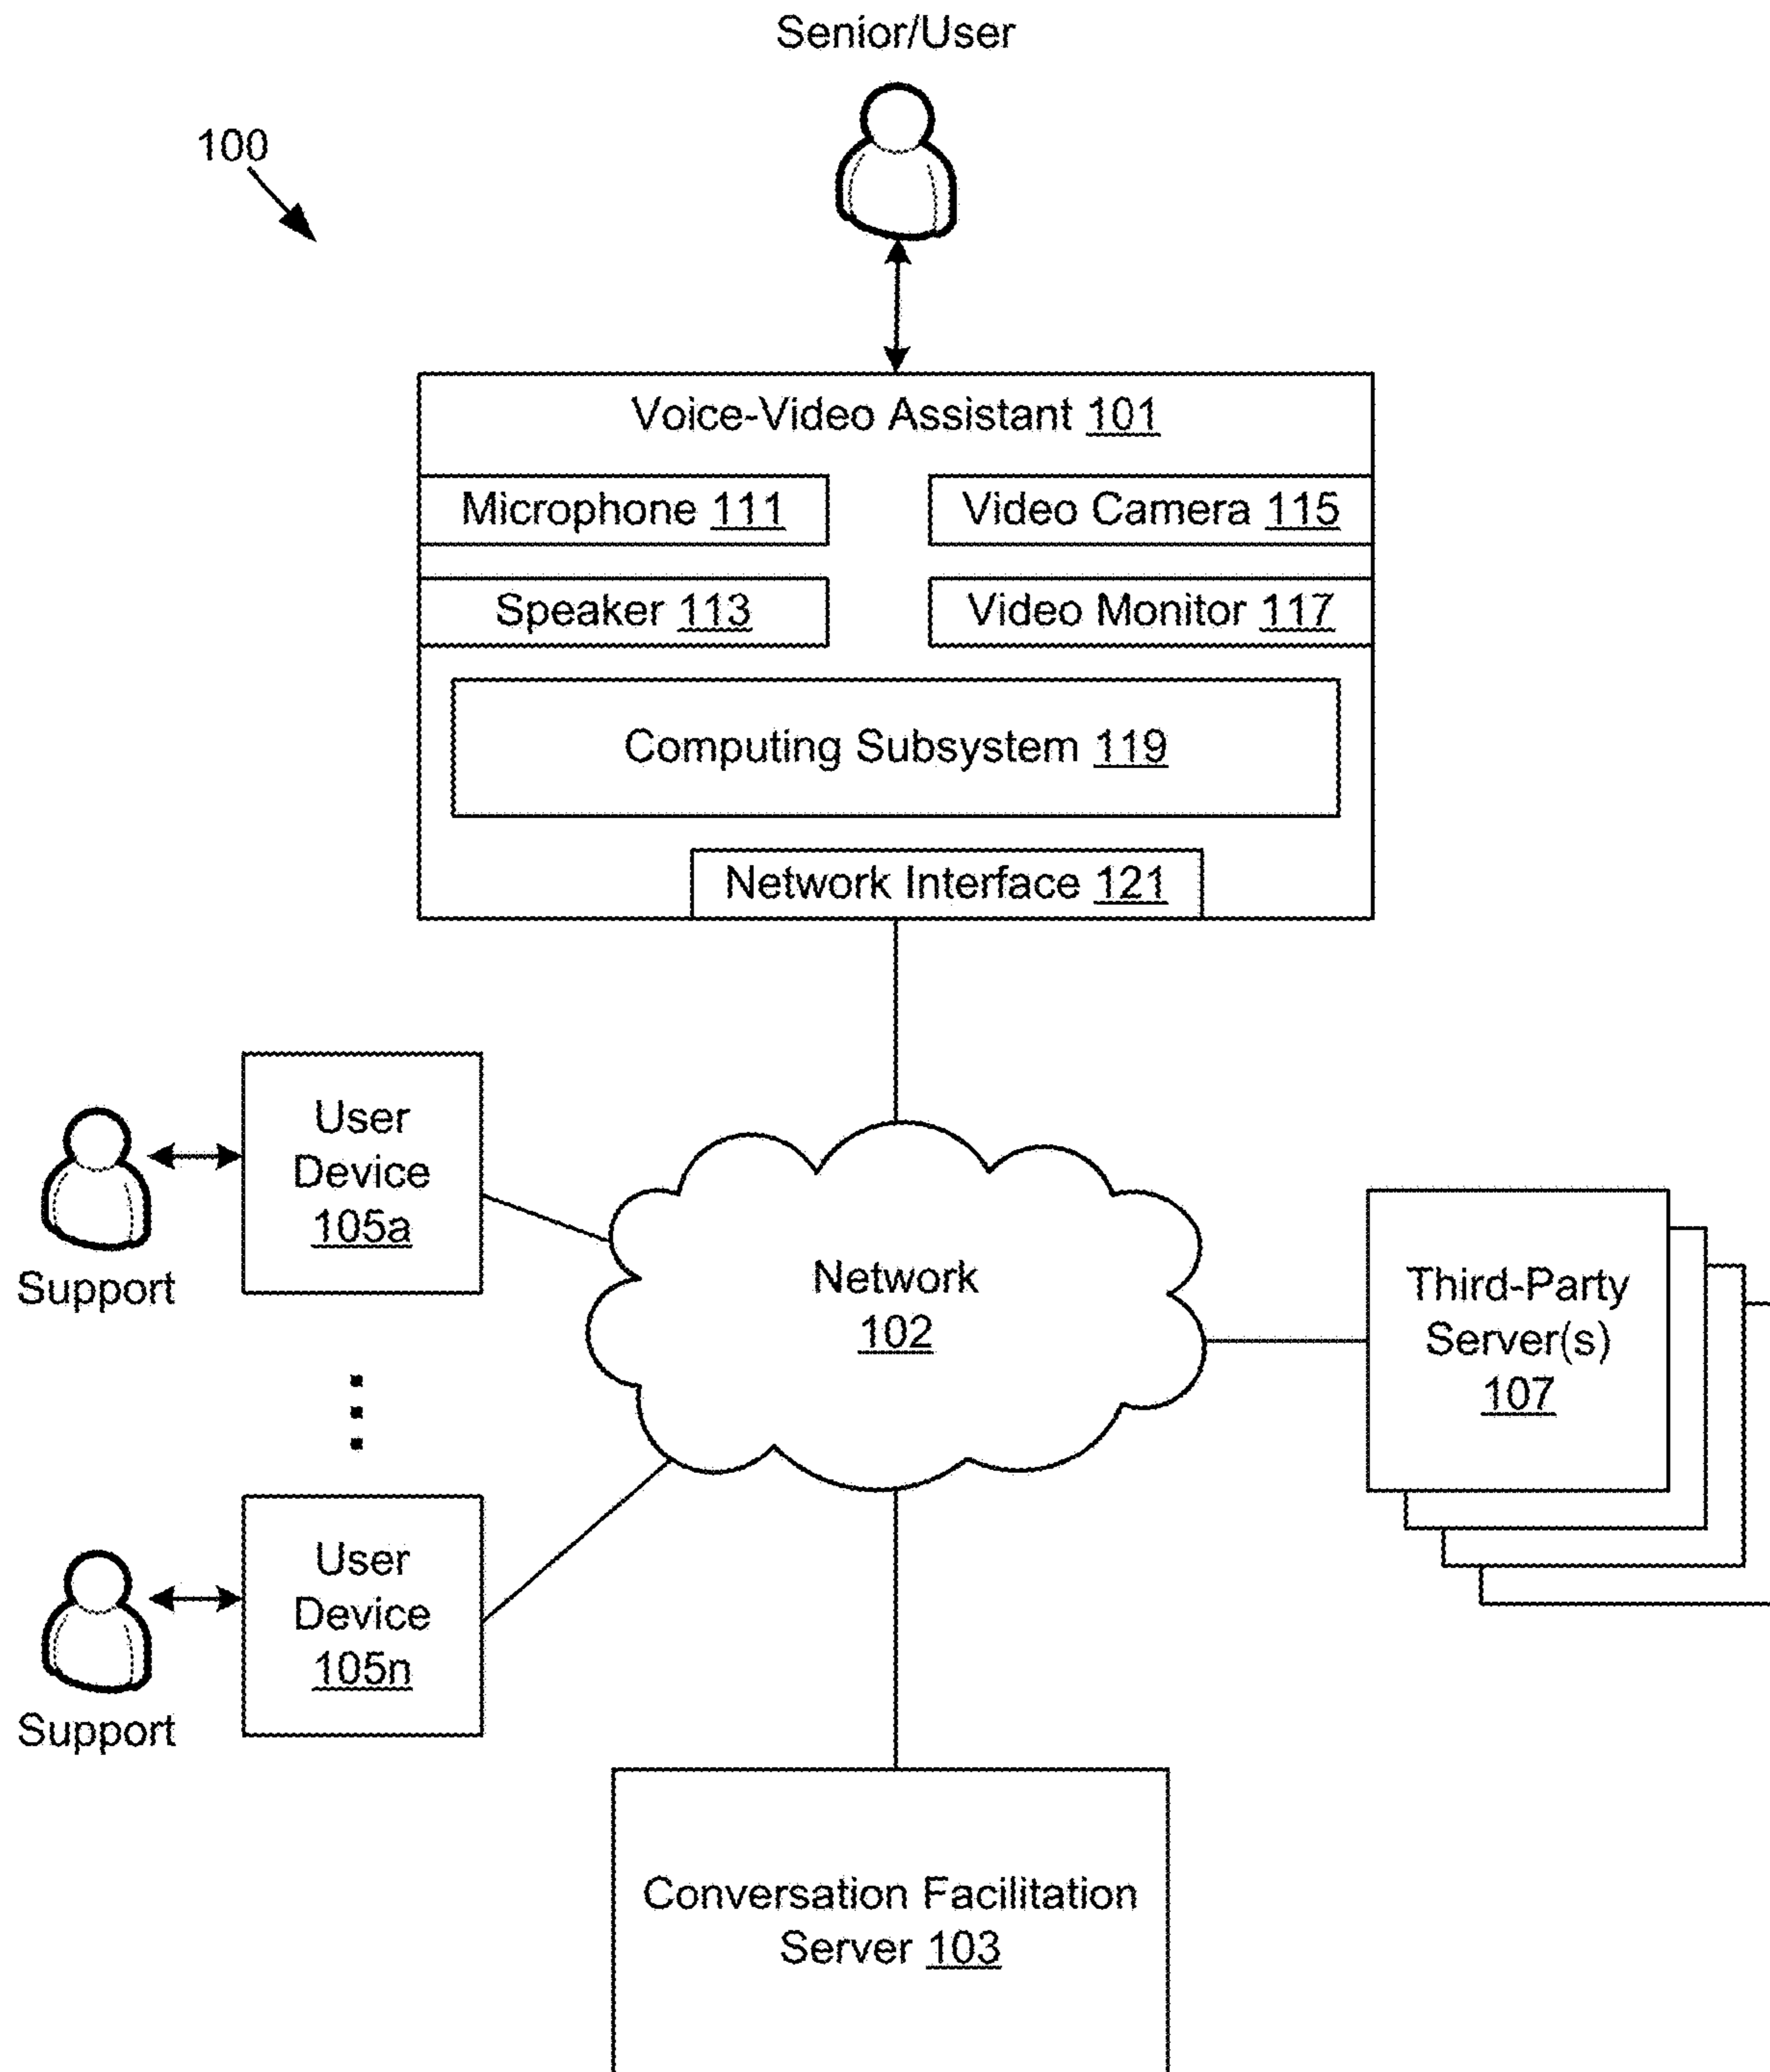 Senior/User
100
Voice-Video Assistant 101
Microphone 111
Video Camera 115
Speaker 113
Video Monitor 117
Computing Subsystem 119
Network Interface 121
User
Device
105a
Support
Network
102
Third-Party
Server(s)
107
User
Device
105n
Support
Conversation Facilitation
Server 103